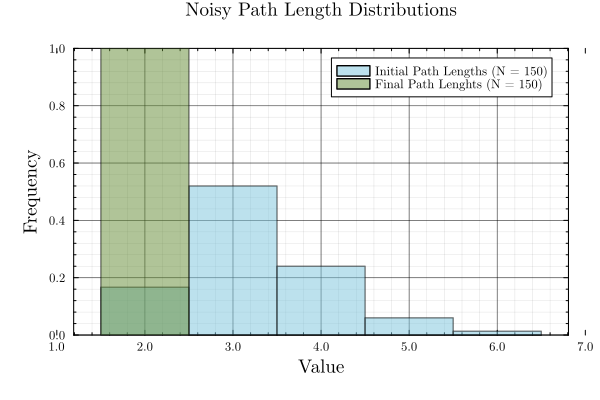 Noisy Path Length Distributions
Initial Path Lengths (N = 150)
Final Path Lenghts (N = 150)
Frequency
1.0
0.8
0.6
0.4
0.2
0.0
1.0 2.0 3.0 4.0 5.0 6.0 7.0
Value